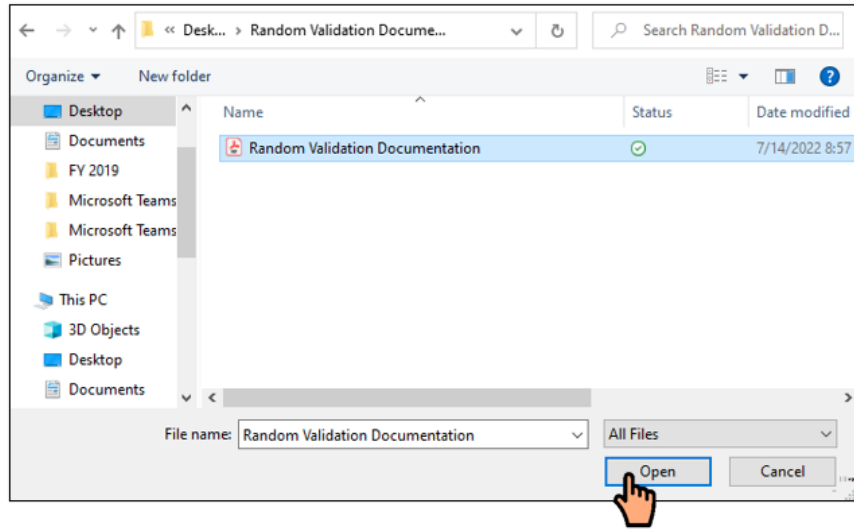 « Desk... › Random Validation Docume...
Search Random Validation D...
Organize
New folder
Name
Status
Date modified
Desktop
Documents
FY 2019
Microsoft Teams
Microsoft Teams
Pictures
This PC
3D Objects
Desktop
Documents
Random Validation Documentation
7/14/2022 8:57
File name: Random Validation Documentation
All Files
Open
Cancel